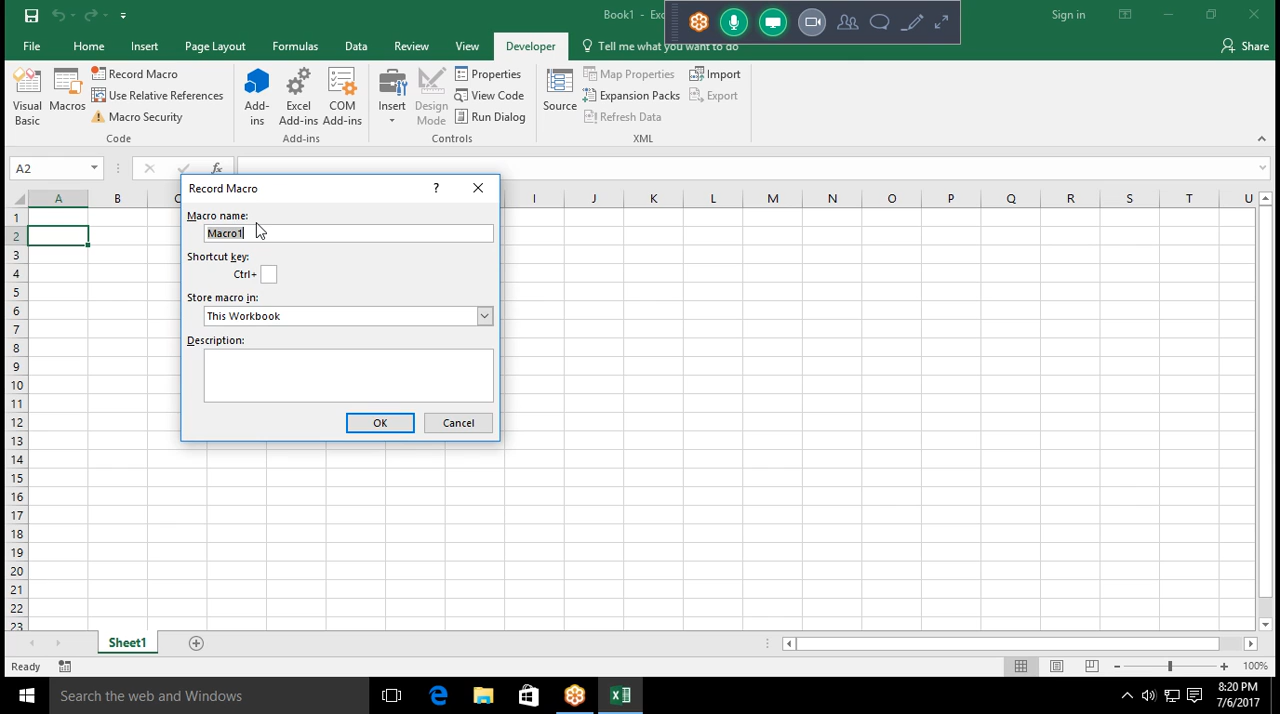 Book1 - Exc
Sign in
File Home Insert Page Layout Formulas Data Review View Developer Tell me what you want to do Share
Visual Basic
Macros
Record Macro
Use Relative References
Macro Security
Code
Add-ins
Excel Add-ins
COM Add-ins
Add-ins
Insert
Design Mode
Properties
View Code
Run Dialog
Controls
Source
Map Properties
Expansion Packs
Refresh Data
Import
Export
XML
A2
fx
A B C I J K L M N O P Q R S T U
1
2
3
4
5
6
7
8
9
10
11
12
13
14
15
16
17
18
19
20
21
22
23
Record Macro ?
Macro name:
Macro1
Shortcut key:
Ctrl+
Store macro in:
This Workbook
Description:
OK Cancel
Sheet1
Ready 100%
Search the web and Windows
8:20 PM
7/6/2017